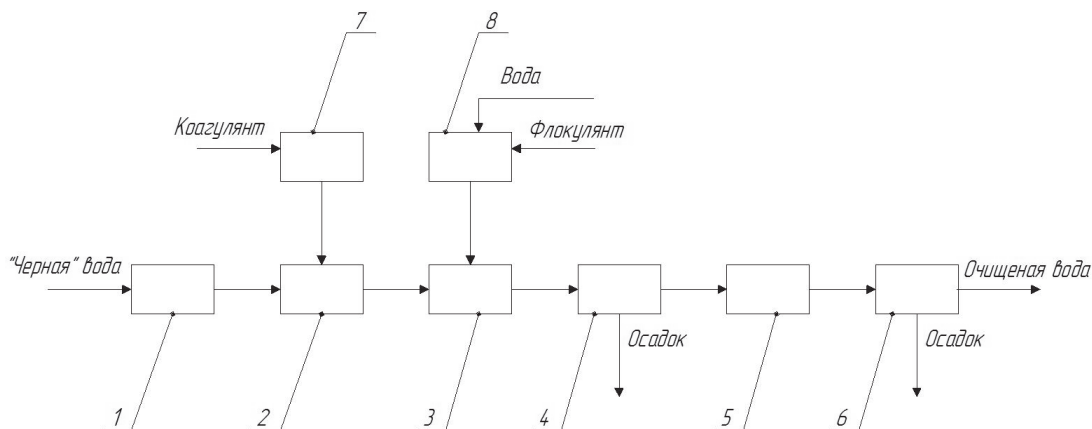 7
8
Вода
Коагулянт
Флокулянт
"Черная" вода
Очищеная вода
Осадок
Осадок
1
2
3
4
5
6